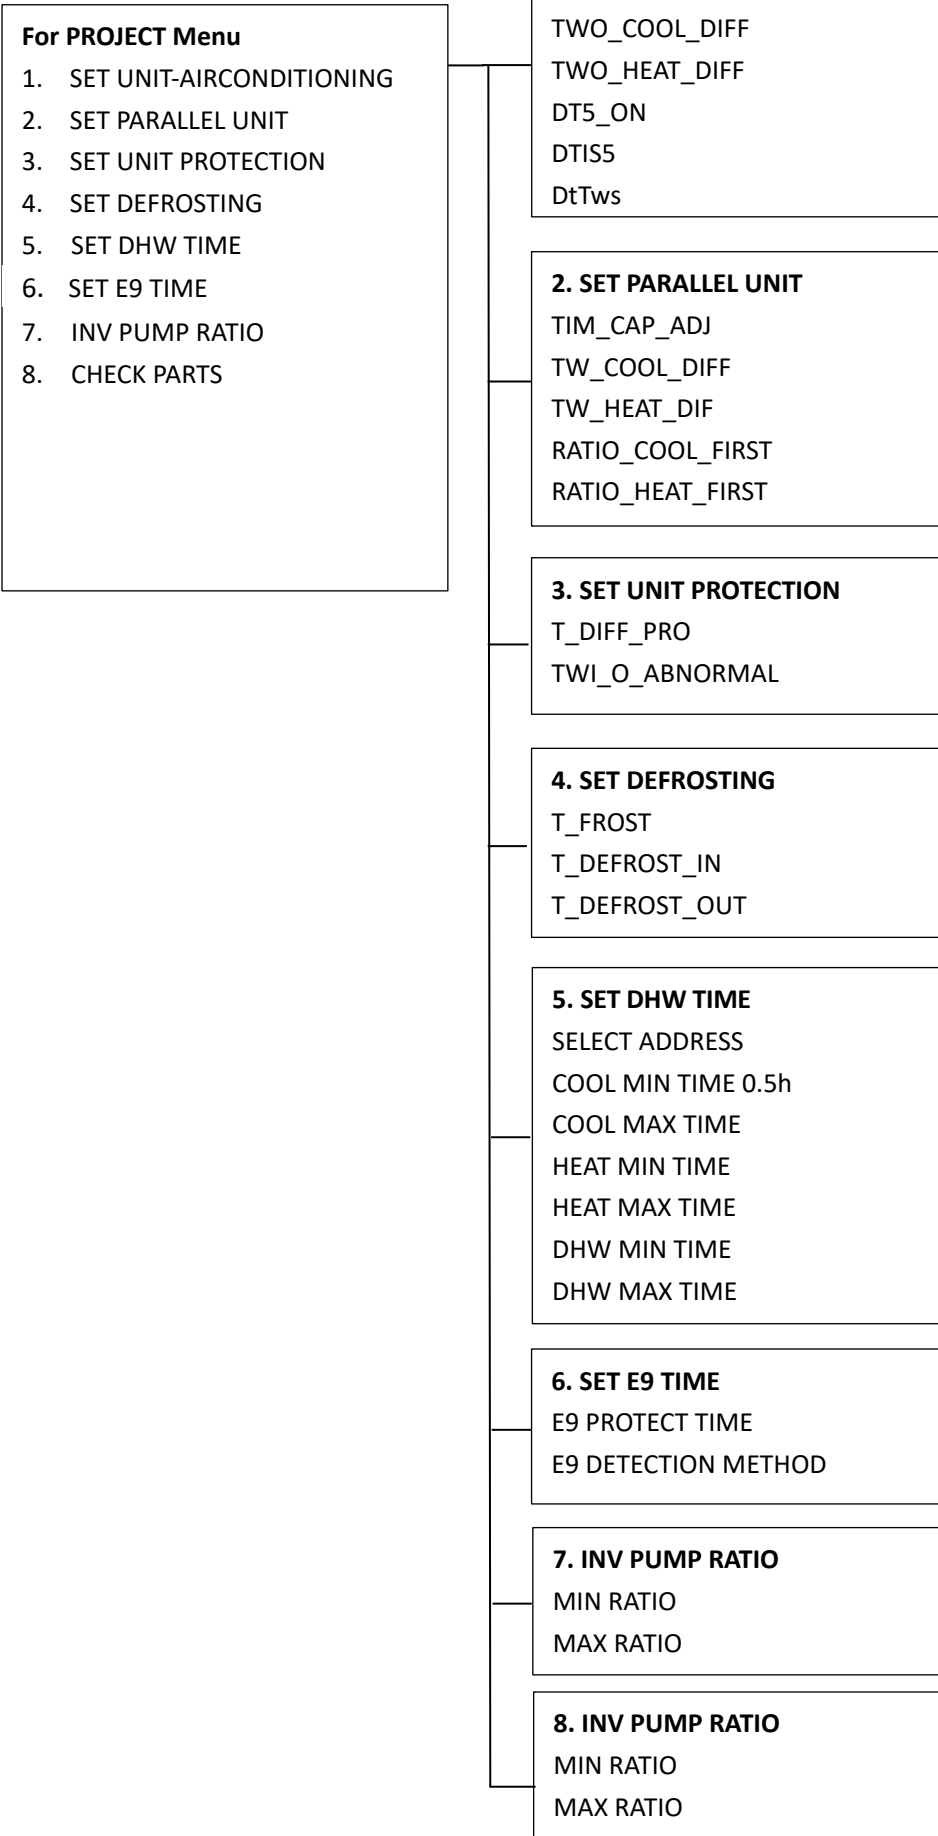 For PROJECT Menu
1. SET UNIT-AIRCONDITIONING
2. SET PARALLEL UNIT
3. SET UNIT PROTECTION
4. SET DEFROSTING
5. SET DHW TIME
6. SET E9 TIME
7. INV PUMP RATIO
8. CHECK PARTS
TWO_COOL_DIFF
TWO_HEAT_DIFF
DT5_ON
DTIS5
DtTws
2. SET PARALLEL UNIT
TIM_CAP_ADJ
TW_COOL_DIFF
TW_HEAT_DIF
RATIO_COOL_FIRST
RATIO_HEAT_FIRST
3. SET UNIT PROTECTION
T_DIFF_PRO
TWI_O_ABNORMAL
4. SET DEFROSTING
T_FROST
T_DEFROST_IN
T_DEFROST_OUT
5. SET DHW TIME
SELECT ADDRESS
COOL MIN TIME 0.5h
COOL MAX TIME
HEAT MIN TIME
HEAT MAX TIME
DHW MIN TIME
DHW MAX TIME
6. SET E9 TIME
E9 PROTECT TIME
E9 DETECTION METHOD
7. INV PUMP RATIO
MIN RATIO
MAX RATIO
8. INV PUMP RATIO
MIN RATIO
MAX RATIO